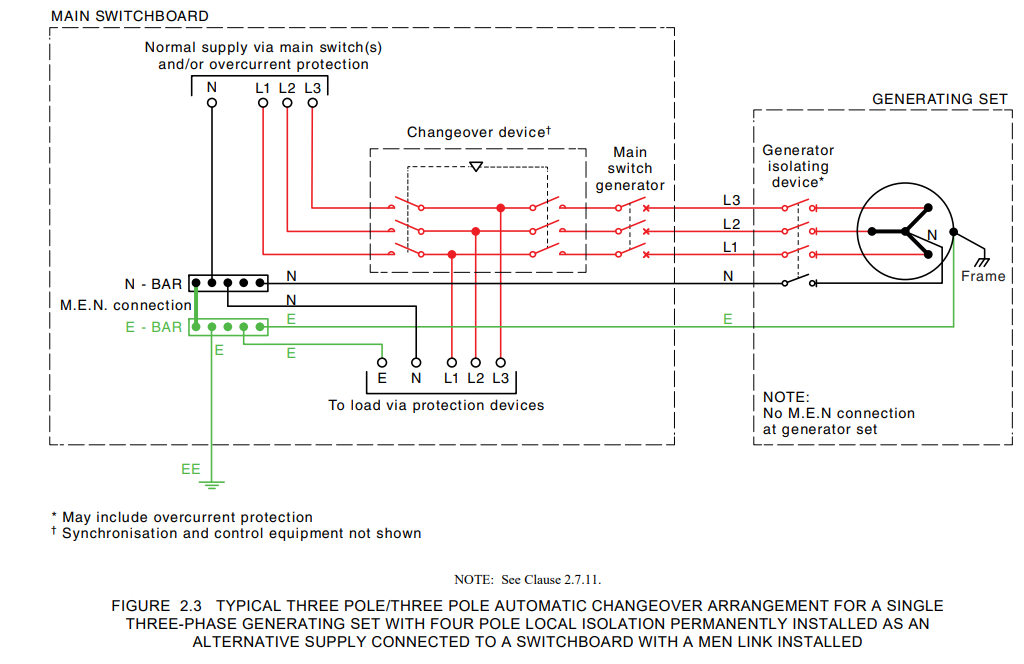 MAIN SWITCHBOARD
Normal supply via main switch(s)
and/or overcurrent protection
N L1 L2 L3
Changeover device†
Main
switch
generator
GENERATING SET
Generator
isolating
device*
L3
L2
L1
N
N
Frame
N - BAR
N
M.E.N. connection
N
E - BAR
E
E
E
E
E N L1 L2 L3
To load via protection devices
NOTE:
No M.E.N connection
at generator set
EE
* May include overcurrent protection
† Synchronisation and control equipment not shown
NOTE: See Clause 2.7.11.
FIGURE 2.3 TYPICAL THREE POLE/THREE POLE AUTOMATIC CHANGEOVER ARRANGEMENT FOR A SINGLE
THREE-PHASE GENERATING SET WITH FOUR POLE LOCAL ISOLATION PERMANENTLY INSTALLED AS AN
ALTERNATIVE SUPPLY CONNECTED TO A SWITCHBOARD WITH A MEN LINK INSTALLED